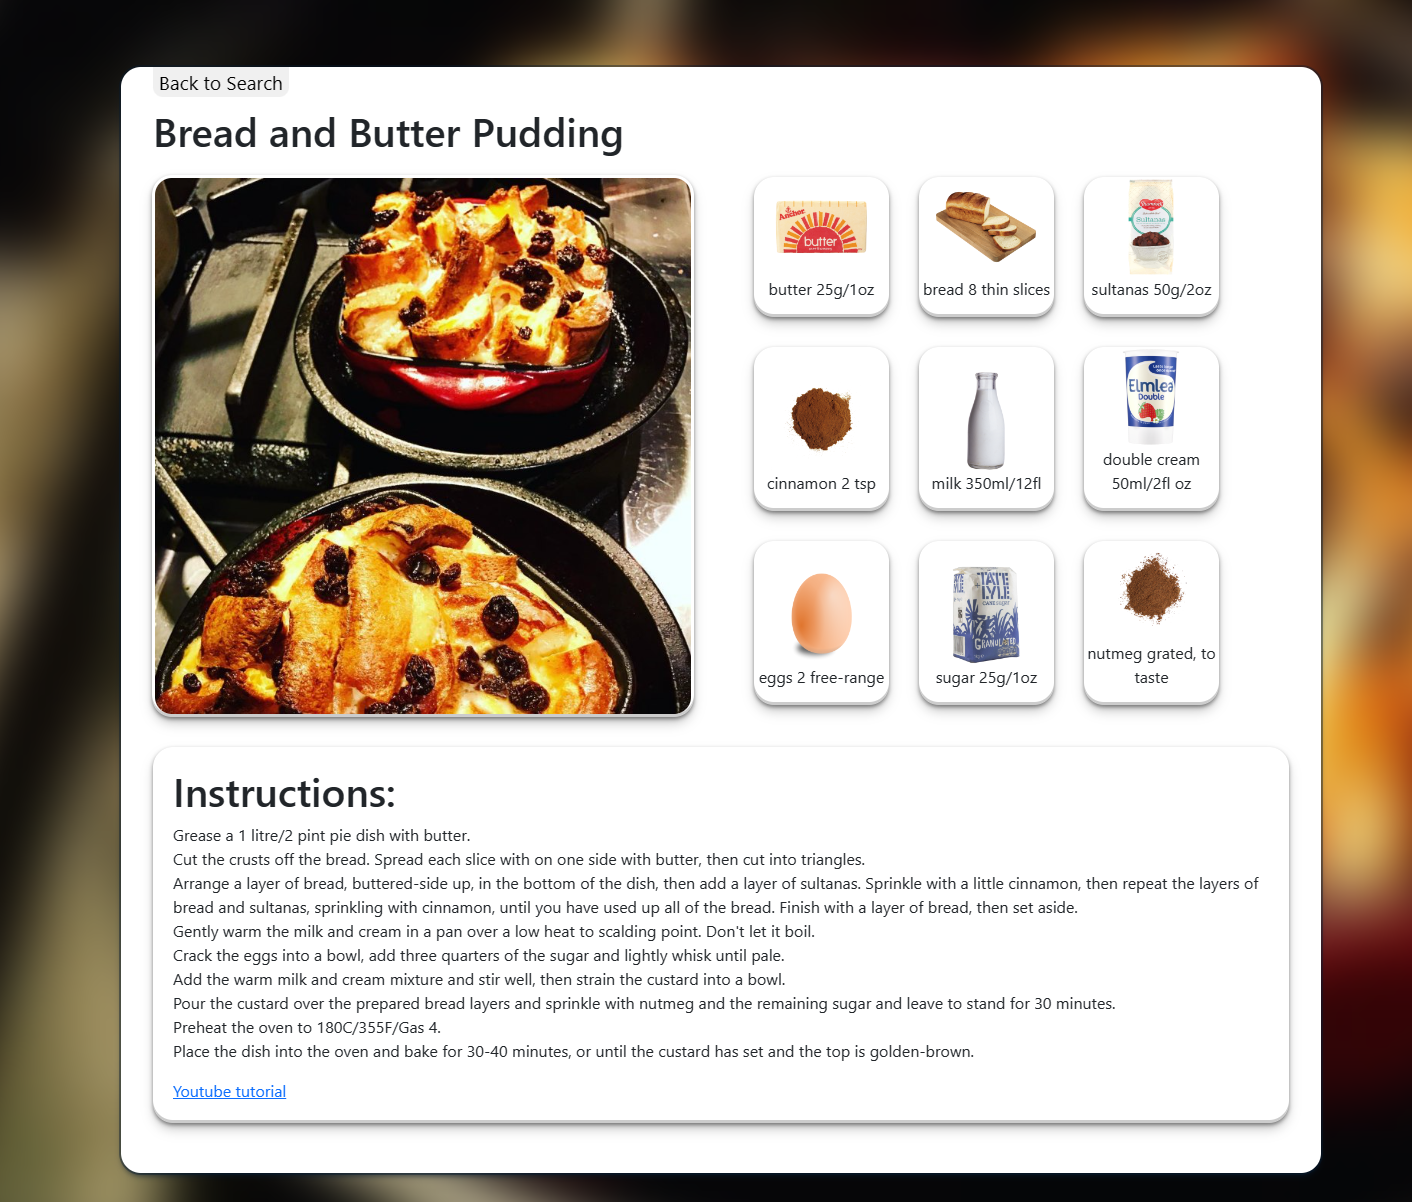 Back to Search
Bread and Butter Pudding
Anchor
butter
butter 25g/1oz
bread 8 thin slices
Sultanas
sultanas 50g/2oz
cinnamon 2 tsp
milk 350ml/12fl
Elmlea
Double
double cream
50ml/2fl oz
eggs 2 free-range
TATE
LYLE
CANE SUGAR
GRANULATED
sugar 25g/1oz
nutmeg grated, to
taste
Instructions:
Grease a 1 litre/2 pint pie dish with butter.
Cut the crusts off the bread. Spread each slice with on one side with butter, then cut into triangles.
Arrange a layer of bread, buttered-side up, in the bottom of the dish, then add a layer of sultanas. Sprinkle with a little cinnamon, then repeat the layers of
bread and sultanas, sprinkling with cinnamon, until you have used up all of the bread. Finish with a layer of bread, then set aside.
Gently warm the milk and cream in a pan over a low heat to scalding point. Don't let it boil.
Crack the eggs into a bowl, add three quarters of the sugar and lightly whisk until pale.
Add the warm milk and cream mixture and stir well, then strain the custard into a bowl.
Pour the custard over the prepared bread layers and sprinkle with nutmeg and the remaining sugar and leave to stand for 30 minutes.
Preheat the oven to 180C/355F/Gas 4.
Place the dish into the oven and bake for 30-40 minutes, or until the custard has set and the top is golden-brown.
Youtube tutorial